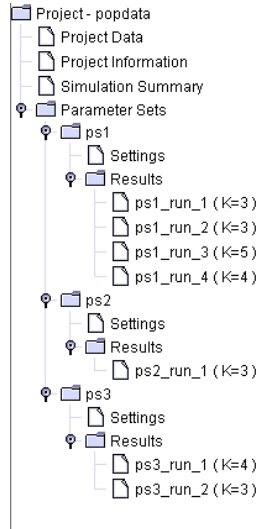 Project - popdata
Project Data
Project Information
Simulation Summary
Parameter Sets
ps1
Settings
Results
ps1_run_1 ( K=3 )
ps1_run_2 ( K=3 )
ps1_run_3 ( K=5 )
ps1_run_4 ( K=4 )
ps2
Settings
Results
ps2_run_1 ( K=3 )
ps3
Settings
Results
ps3_run_1 ( K=4 )
ps3_run_2 ( K=3 )